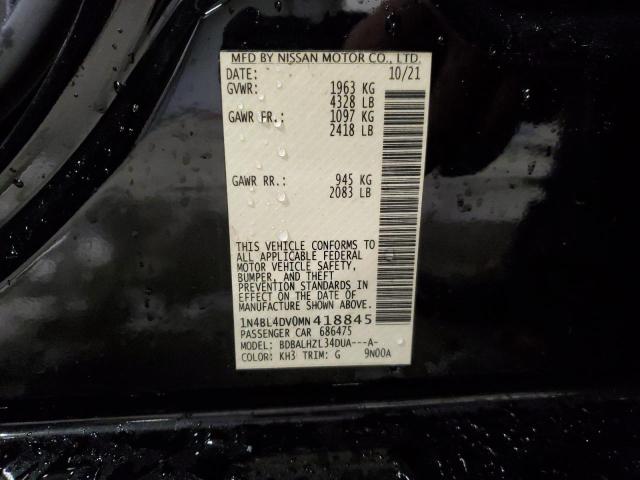 MFD BY NISSAN MOTOR CO., LTD.
DATE: 10/21
GVWR: 1963 KG
4328 LB
GAWR FR.: 1097 KG
2418 LB
GAWR RR.: 945 KG
2083 LB
THIS VEHICLE CONFORMS TO
ALL APPLICABLE FEDERAL
MOTOR VEHICLE SAFETY,
BUMPER, AND THEFT
PREVENTION STANDARDS IN
EFFECT ON THE DATE OF
MANUFACTURE SHOWN ABOVE.
1N4BL4DV0MN418845
PASSENGER CAR 686475
MODEL: BDBALHZL34DUA---A-
COLOR: KH3 TRIM: G 9N00A